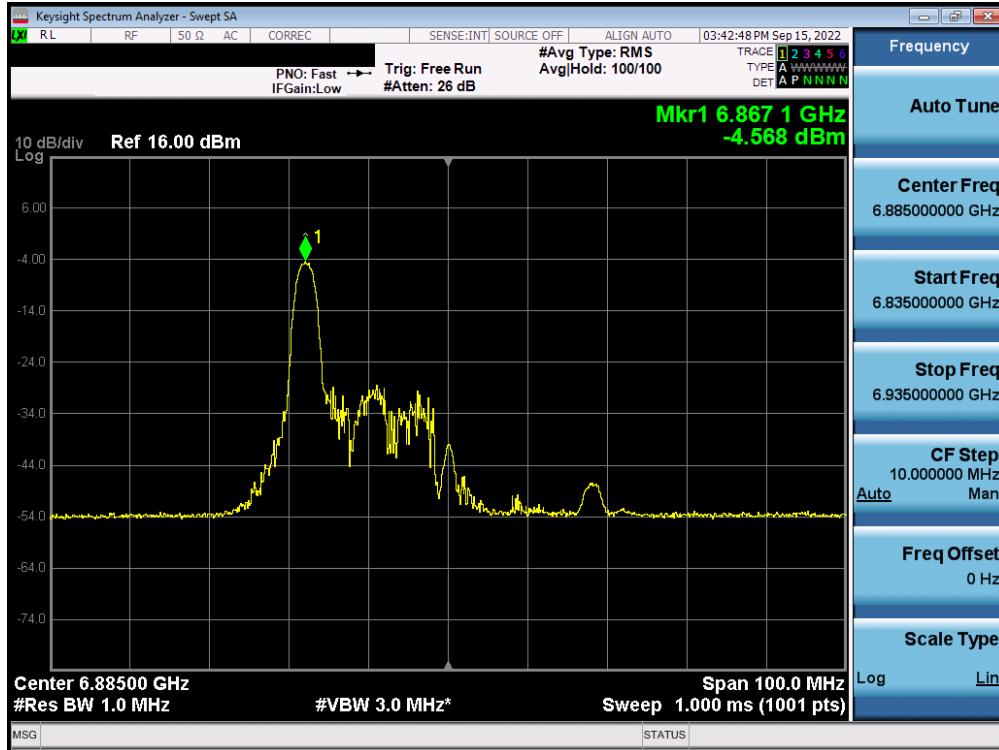 Keysight Spectrum Analyzer - Swept SA
LXI RL RF 50 Ω AC CORREC SENSE:INT SOURCE OFF ALIGN AUTO 03:42:48 PM Sep 15, 2022
PNO: Fast
IFGain:Low
Trig: Free Run
#Atten: 26 dB
#Avg Type: RMS
Avg|Hold: 100/100
TRACE 1 2 3 4 5 6
TYPE A WWWWW
DET A P N N N N
Mkr1 6.867 1 GHz
-4.568 dBm
10 dB/div Ref 16.00 dBm
Log
6.00
1
-4.00
-14.0
-24.0
-34.0
-44.0
-54.0
-64.0
-74.0
Center 6.88500 GHz Span 100.0 MHz
#Res BW 1.0 MHz #VBW 3.0 MHz* Sweep 1.000 ms (1001 pts)
MSG STATUS
Frequency
Auto Tune
Center Freq
6.885000000 GHz
Start Freq
6.835000000 GHz
Stop Freq
6.935000000 GHz
CF Step
10.000000 MHz
Auto Man
Freq Offset
0 Hz
Scale Type
Log Lin